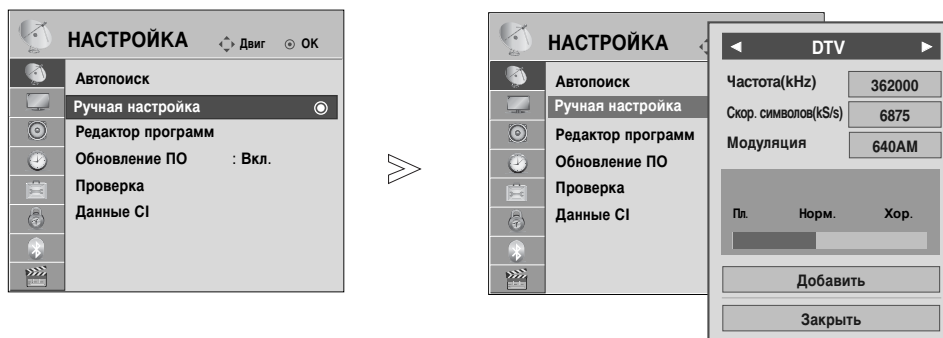 НАСТРОЙКА Двиг ОК
Автопоиск
Ручная настройка
Редактор программ
Обновление ПО : Вкл.
Проверка
Данные CI
НАСТРОЙКА
Автопоиск
Ручная настройка
Редактор программ
Обновление ПО
Проверка
Данные CI
◄ DTV ►
Частота(kHz) 362000
Скор. символов(kS/s) 6875
Модуляция 640AM
Пл. Норм. Хор.
Добавить
Закрыть